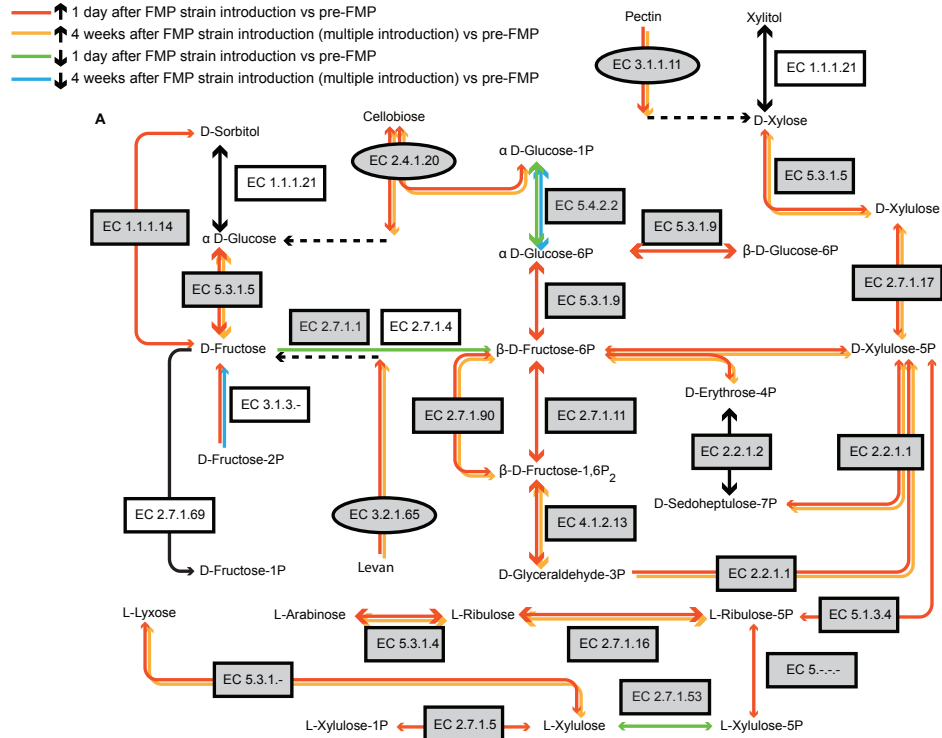 1 day after FMP strain introduction vs pre-FMP
4 weeks after FMP strain introduction (multiple introduction) vs pre-FMP
1 day after FMP strain introduction vs pre-FMP
4 weeks after FMP strain introduction (multiple introduction) vs pre-FMP
Pectin
Xylitol
EC 3.1.1.11
EC 1.1.1.21
A
Cellobiose
D-Xylose
D-Sorbitol
α D-Glucose-1P
EC 2.4.1.20
EC 1.1.1.21
EC 5.3.1.5
EC 5.4.2.2
D-Xylulose
EC 1.1.1.14
EC 5.3.1.9
α D-Glucose
α D-Glucose-6P
β-D-Glucose-6P
EC 5.3.1.5
EC 5.3.1.9
EC 2.7.1.17
EC 2.7.1.1
EC 2.7.1.4
D-Fructose
β-D-Fructose-6P
D-Xylulose-5P
D-Erythrose-4P
EC 3.1.3.-
EC 2.7.1.90
EC 2.7.1.11
EC 2.2.1.2
EC 2.2.1.1
D-Fructose-2P
β-D-Fructose-1,6P2
D-Sedoheptulose-7P
EC 2.7.1.69
EC 3.2.1.65
EC 4.1.2.13
D-Fructose-1P
Levan
D-Glyceraldehyde-3P
EC 2.2.1.1
L-Lyxose
L-Arabinose
L-Ribulose
L-Ribulose-5P
EC 5.1.3.4
EC 5.3.1.4
EC 2.7.1.16
EC 5.3.1.-
EC 5.-.-.-
EC 2.7.1.53
L-Xylulose-1P
EC 2.7.1.5
L-Xylulose
L-Xylulose-5P